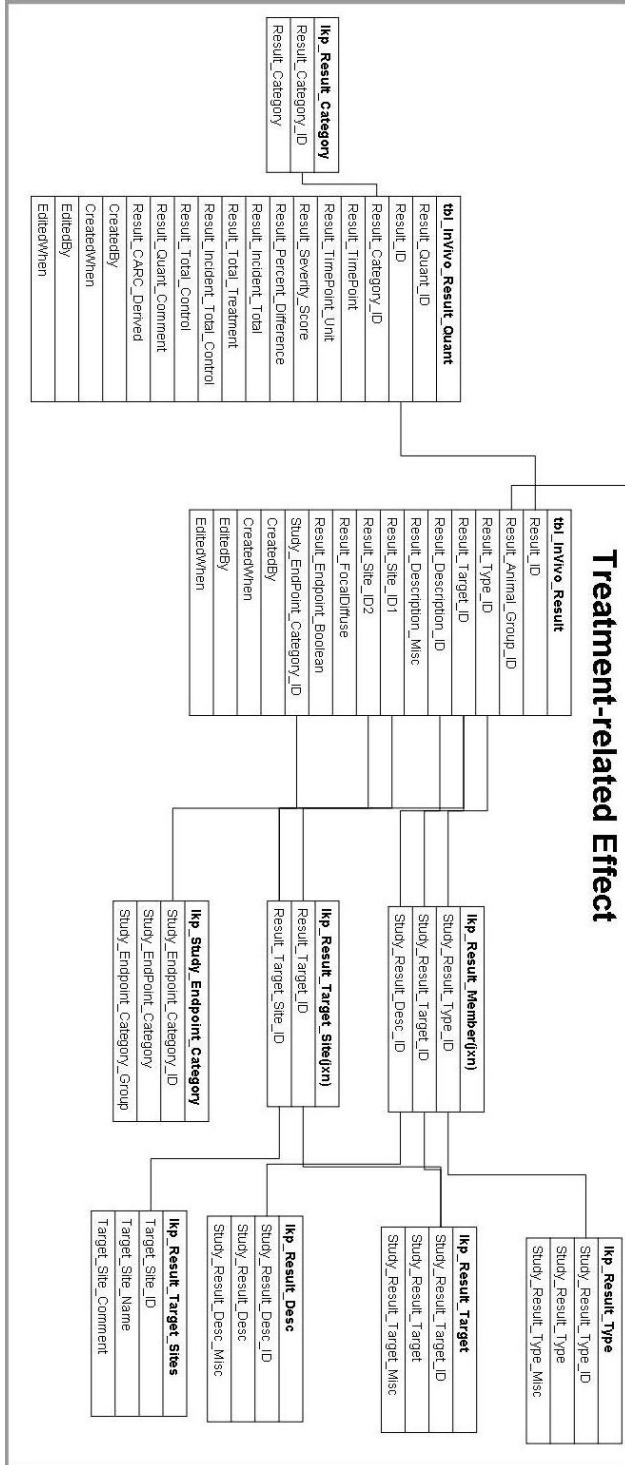 Treatment-related Effect
lkp_Result_Category
Result_Category_ID
Result_Category
tbl_InVivo_Result_Quant
Result_Quant_ID
Result_ID
Result_Category_ID
Result_TimePoint
Result_TimePoint_Unit
Result_Severity_Score
Result_Percent_Difference
Result_Incident_Total
Result_Total_Treatment
Result_Incident_Total_Control
Result_Total_Control
Result_Quant_Comment
Result_CARC_Derived
CreatedBy
CreatedWhen
EditedBy
EditedWhen
tbl_InVivo_Result
Result_ID
Result_Animal_Group_ID
Result_Type_ID
Result_Target_ID
Result_Description_ID
Result_Description_Misc
Result_Site_ID1
Result_Site_ID2
Result_FocalDiffuse
Result_Endpoint_Boolean
Study_EndPoint_Category_ID
CreatedBy
CreatedWhen
EditedBy
EditedWhen
lkp_Result_Member(jxn)
Study_Result_Type_ID
Study_Result_Target_ID
Study_Result_Desc_ID
lkp_Result_Target_Site(jxn)
Result_Target_ID
Result_Target_Site_ID
lkp_Study_Endpoint_Category
Study_Endpoint_Category_ID
Study_EndPoint_Category
Study_Endpoint_Category_Group
lkp_Result_Type
Study_Result_Type_ID
Study_Result_Type
Study_Result_Type_Misc
lkp_Result_Target
Study_Result_Target_ID
Study_Result_Target
Study_Result_Target_Misc
lkp_Result_Desc
Study_Result_Desc_ID
Study_Result_Desc
Study_Result_Desc_Misc
lkp_Result_Target_Sites
Target_Site_ID
Target_Site_Name
Target_Site_Comment